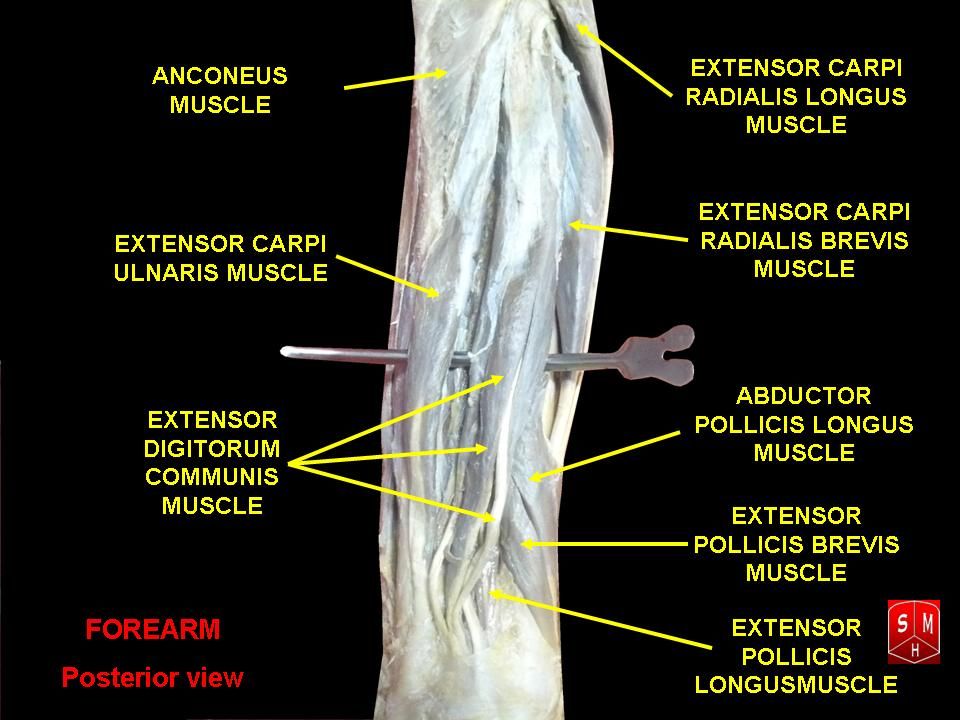 ANCONEUS
MUSCLE
EXTENSOR CARPI
RADIALIS LONGUS
MUSCLE
EXTENSOR CARPI
ULNARIS MUSCLE
EXTENSOR CARPI
RADIALIS BREVIS
MUSCLE
EXTENSOR
DIGITORUM
COMMUNIS
MUSCLE
ABDUCTOR
POLLICIS LONGUS
MUSCLE
EXTENSOR
POLLICIS BREVIS
MUSCLE
EXTENSOR
POLLICIS
LONGUSMUSCLE
FOREARM
Posterior view
S M
H